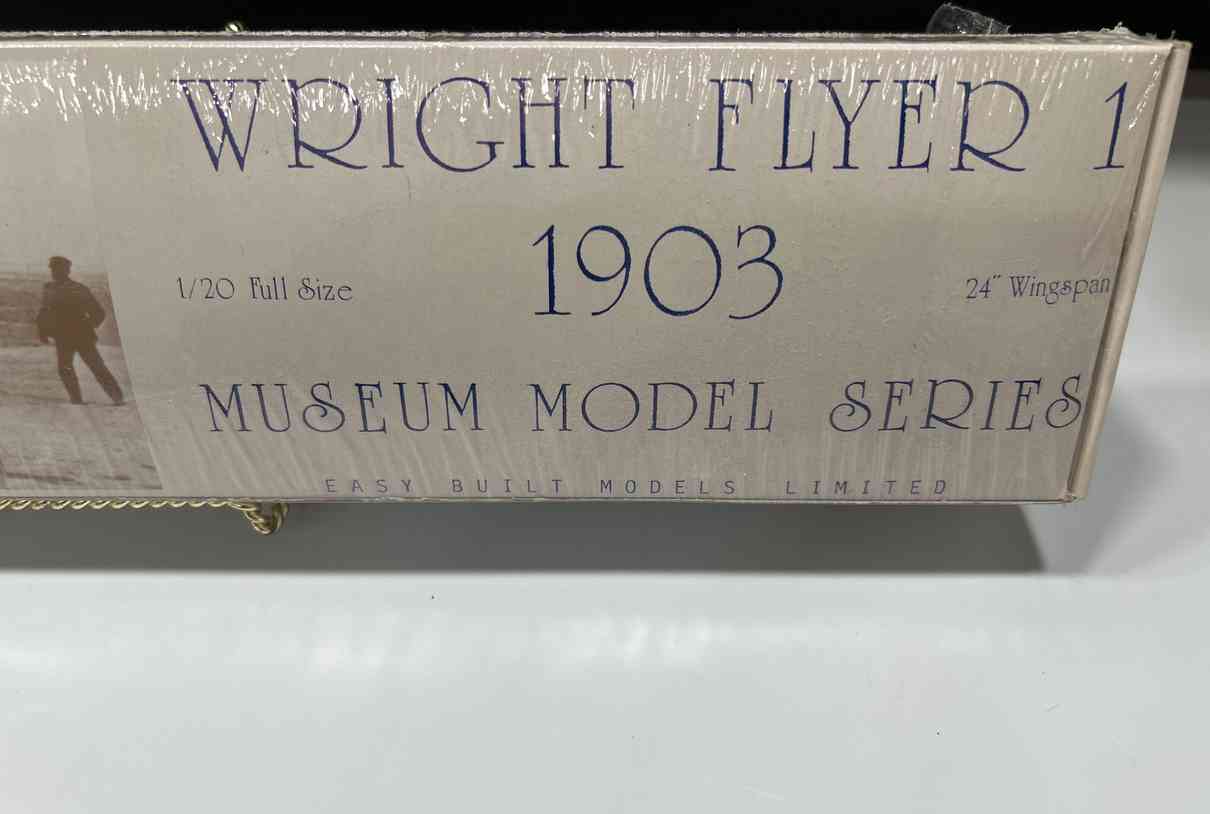 WRIGHT FLYER 1
1903
1/20 Full Size
24" Wingspan
MUSEUM MODEL SERIES
EASY BUILT MODELS LIMITED